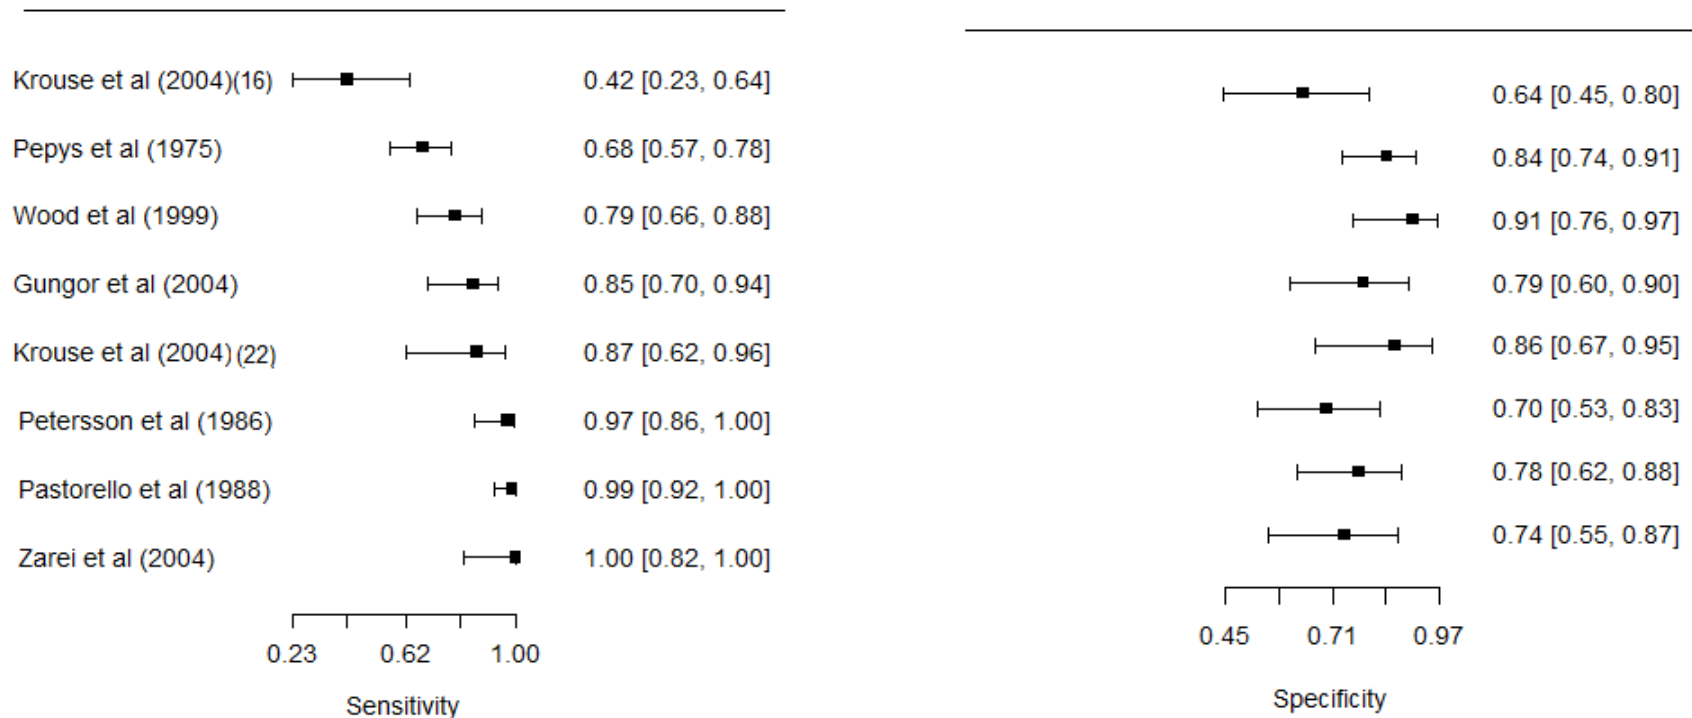 Krouse et al (2004)(16) 0.42 [0.23, 0.64] 0.64 [0.45, 0.80]
Pepys et al (1975) 0.68 [0.57, 0.78] 0.84 [0.74, 0.91]
Wood et al (1999) 0.79 [0.66, 0.88] 0.91 [0.76, 0.97]
Gungor et al (2004) 0.85 [0.70, 0.94] 0.79 [0.60, 0.90]
Krouse et al (2004) (22) 0.87 [0.62, 0.96] 0.86 [0.67, 0.95]
Petersson et al (1986) 0.97 [0.86, 1.00] 0.70 [0.53, 0.83]
Pastorello et al (1988) 0.99 [0.92, 1.00] 0.78 [0.62, 0.88]
Zarei et al (2004) 1.00 [0.82, 1.00] 0.74 [0.55, 0.87]
0.23 0.62 1.00 0.45 0.71 0.97
Sensitivity Specificity